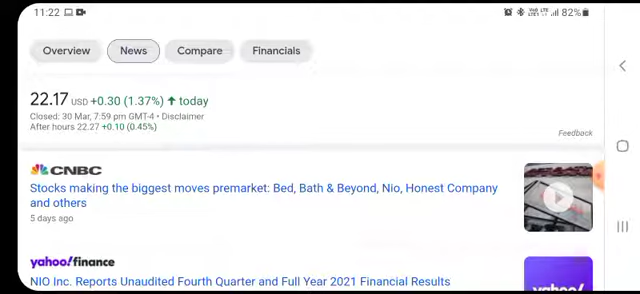 11:22 82%
Overview News Compare Financials
22.17 USD +0.30 (1.37%) ↑ today
Closed: 30 Mar, 7:59 pm GMT-4 • Disclaimer
After hours 22.27 +0.10 (0.45%)
Feedback
CNBC
Stocks making the biggest moves premarket: Bed, Bath & Beyond, Nio, Honest Company
and others
5 days ago
yahoo!finance
NIO Inc. Reports Unaudited Fourth Quarter and Full Year 2021 Financial Results